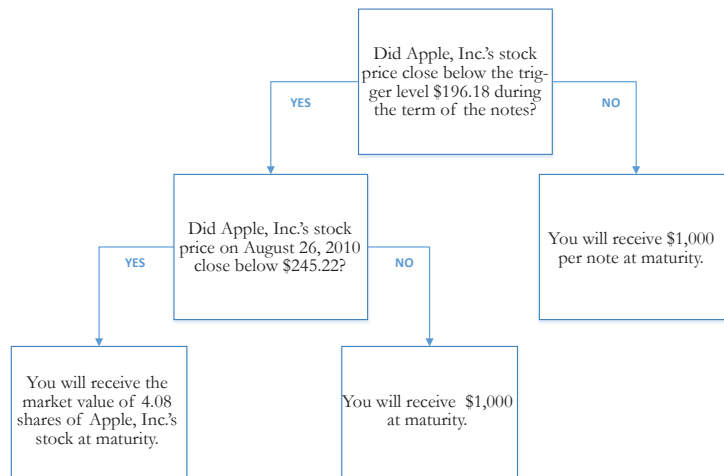 Did Apple, Inc.'s stock
price close below the trig-
ger level $196.18 during
the term of the notes?
YES
NO
Did Apple, Inc.'s stock
price on August 26, 2010
close below $245.22?
You will receive $1,000
per note at maturity.
YES
NO
You will receive the
market value of 4.08
shares of Apple, Inc.'s
stock at maturity.
You will receive $1,000
at maturity.